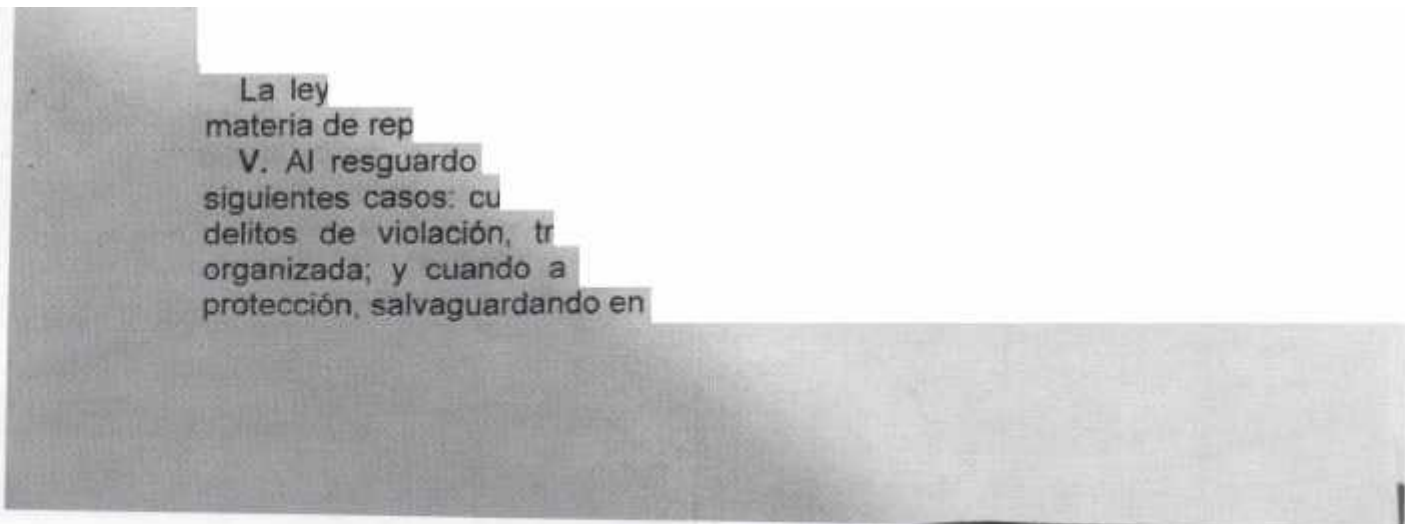 La ley
materia de rep
V. Al resguardo
siguientes casos: cu
delitos de violación, tr
organizada; y cuando a
protección, salvaguardando en